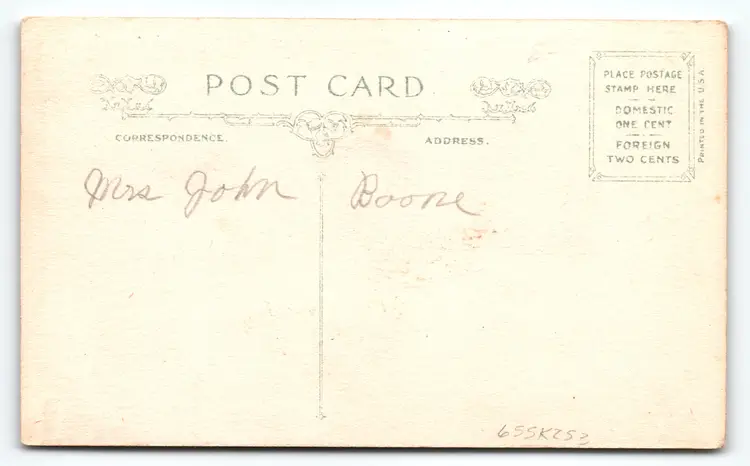 POST CARD
CORRESPONDENCE.
ADDRESS.
PLACE POSTAGE
STAMP HERE
DOMESTIC
ONE CENT
FOREIGN
TWO CENTS
PRINTED IN THE U.S.A
Mrs John Boone